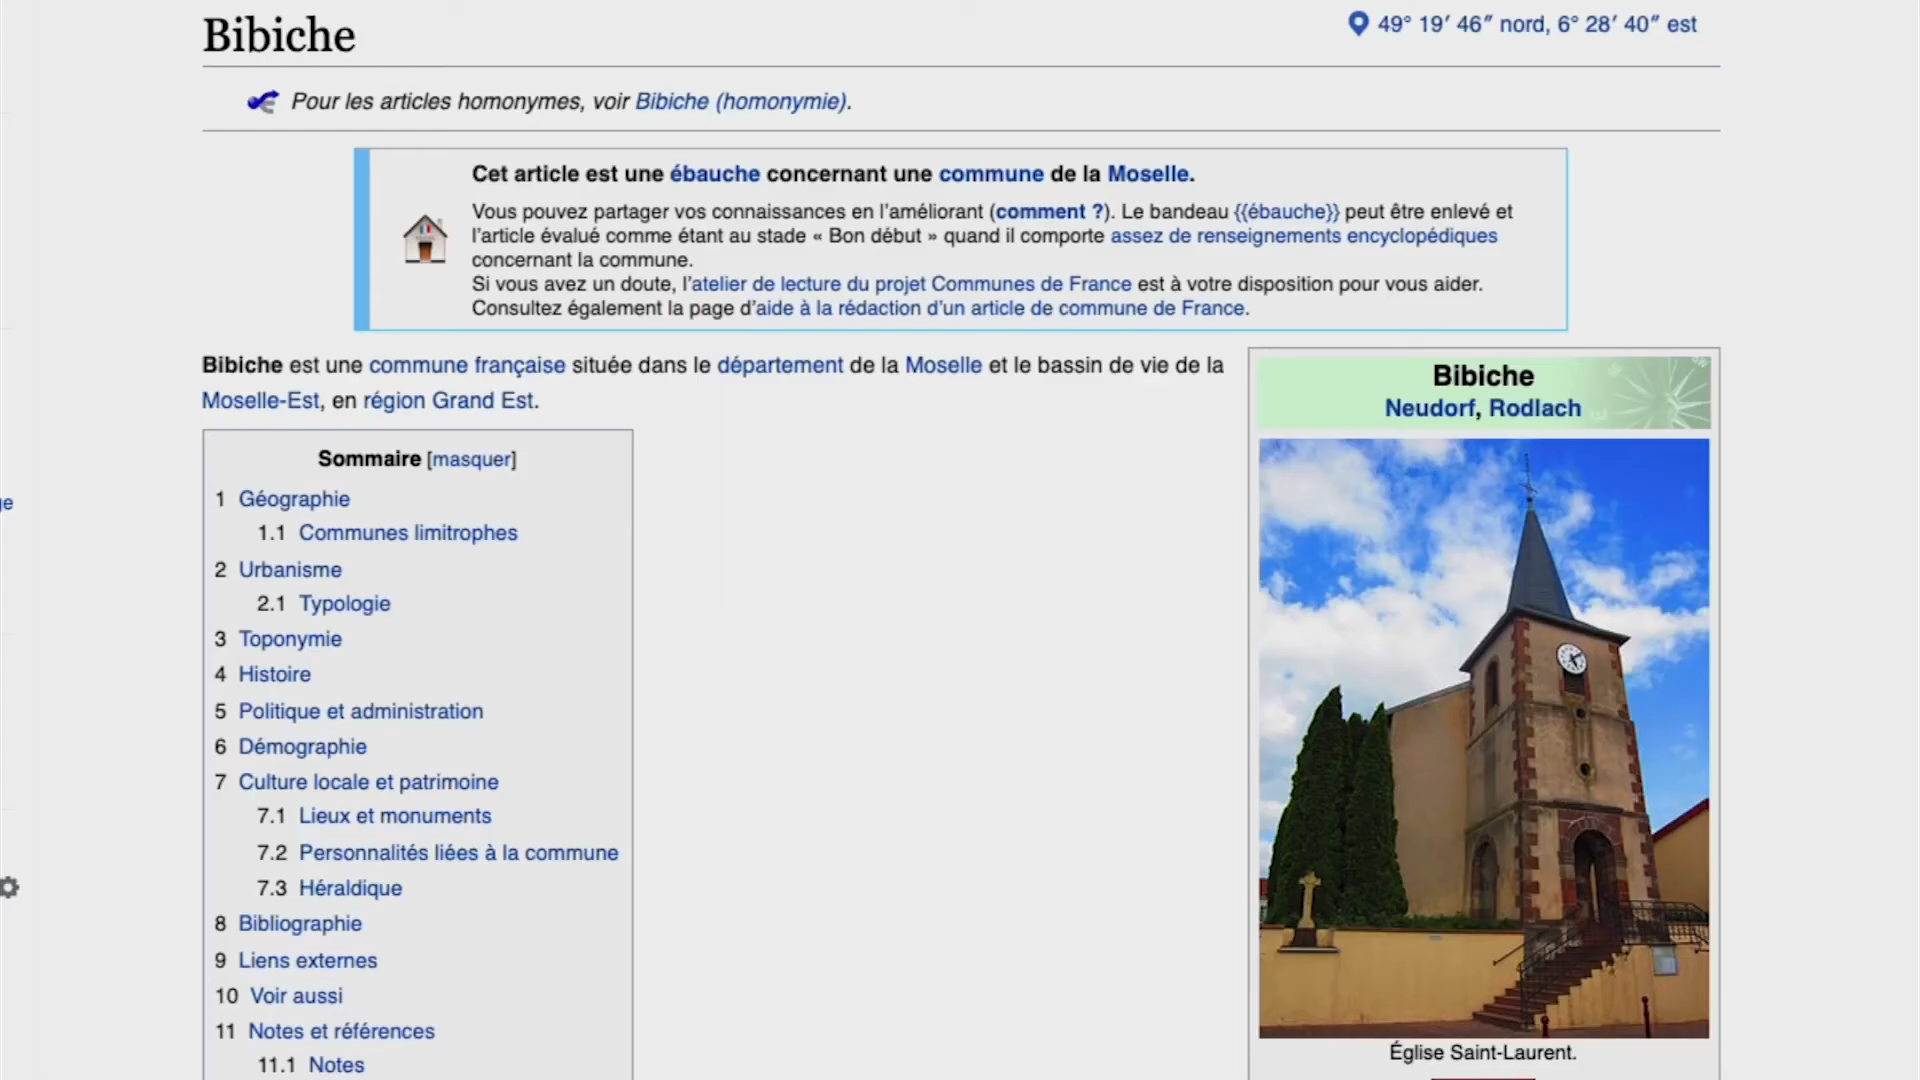 Bibiche
49° 19′ 46″ nord, 6° 28′ 40″ est
Pour les articles homonymes, voir Bibiche (homonymie).
Cet article est une ébauche concernant une commune de la Moselle.
Vous pouvez partager vos connaissances en l’améliorant (comment ?). Le bandeau {{ébauche}} peut être enlevé et
l’article évalué comme étant au stade « Bon début » quand il comporte assez de renseignements encyclopédiques
concernant la commune.
Si vous avez un doute, l’atelier de lecture du projet Communes de France est à votre disposition pour vous aider.
Consultez également la page d’aide à la rédaction d’un article de commune de France.
Bibiche est une commune française située dans le département de la Moselle et le bassin de vie de la
Moselle-Est, en région Grand Est.
Sommaire [masquer]
1 Géographie
1.1 Communes limitrophes
2 Urbanisme
2.1 Typologie
3 Toponymie
4 Histoire
5 Politique et administration
6 Démographie
7 Culture locale et patrimoine
7.1 Lieux et monuments
7.2 Personnalités liées à la commune
7.3 Héraldique
8 Bibliographie
9 Liens externes
10 Voir aussi
11 Notes et références
11.1 Notes
Bibiche
Neudorf, Rodlach
Église Saint-Laurent.